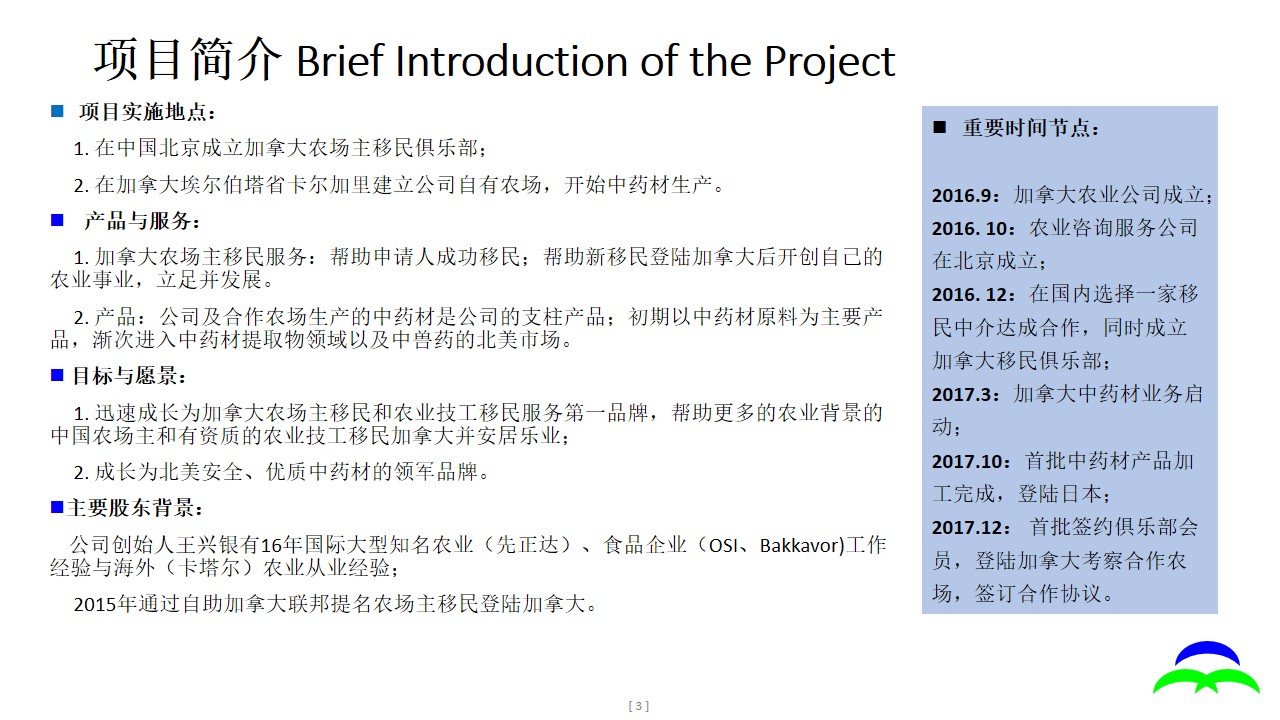 项目简介 Brief Introduction of the Project
项目实施地点：
1. 在中国北京成立加拿大农场主移民俱乐部；
2. 在加拿大埃尔伯塔省卡尔加里建立公司自有农场，开始中药材生产。
产品与服务：
1. 加拿大农场主移民服务：帮助申请人成功移民；帮助新移民登陆加拿大后开创自己的
农业事业，立足并发展。
2. 产品：公司及合作农场生产的中药材是公司的支柱产品；初期以中药材原料为主要产
品，渐次进入中药材提取物领域以及中兽药的北美市场。
目标与愿景：
1. 迅速成长为加拿大农场主移民和农业技工移民服务第一品牌，帮助更多的农业背景的
中国农场主和有资质的农业技工移民加拿大并安居乐业；
2. 成长为北美安全、优质中药材的领军品牌。
主要股东背景：
公司创始人王兴银有16年国际大型知名农业（先正达）、食品企业（OSI、Bakkavor)工作
经验与海外（卡塔尔）农业从业经验；
2015年通过自助加拿大联邦提名农场主移民登陆加拿大。
重要时间节点：
2016.9：加拿大农业公司成立；
2016. 10：农业咨询服务公司
在北京成立；
2016. 12：在国内选择一家移
民中介达成合作，同时成立
加拿大移民俱乐部；
2017.3：加拿大中药材业务启
动；
2017.10：首批中药材产品加
工完成，登陆日本；
2017.12： 首批签约俱乐部会
员，登陆加拿大考察合作农
场，签订合作协议。
[ 3 ]